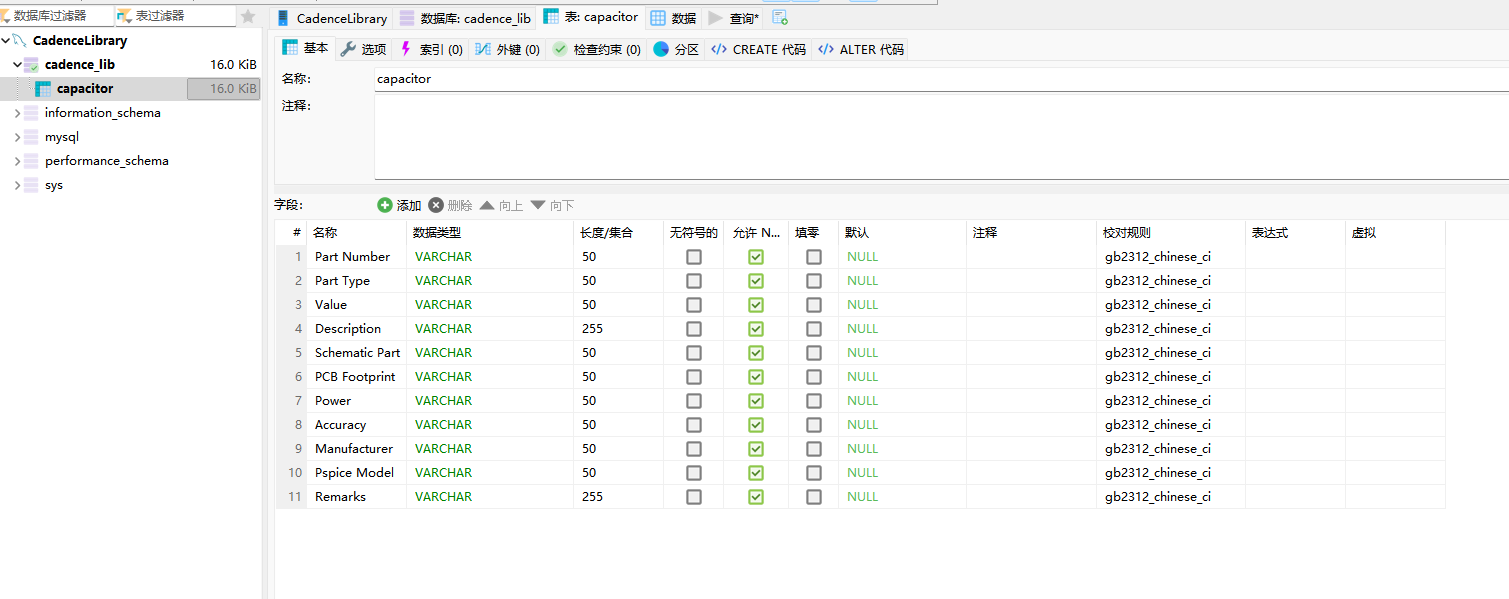 数据库过滤器 表过滤器
CadenceLibrary 数据库: cadence_lib 表: capacitor 数据 查询*
CadenceLibrary
cadence_lib 16.0 KiB
capacitor 16.0 KiB
information_schema
mysql
performance_schema
sys
基本 选项 索引 (0) 外键 (0) 检查约束 (0) 分区 CREATE 代码 ALTER 代码
名称: capacitor
注释:
字段: 添加 删除 向上 向下
# 名称 数据类型 长度/集合 无符号的 允许 N... 填零 默认 注释 校对规则 表达式 虚拟
1 Part Number VARCHAR 50 NULL gb2312_chinese_ci
2 Part Type VARCHAR 50 NULL gb2312_chinese_ci
3 Value VARCHAR 50 NULL gb2312_chinese_ci
4 Description VARCHAR 255 NULL gb2312_chinese_ci
5 Schematic Part VARCHAR 50 NULL gb2312_chinese_ci
6 PCB Footprint VARCHAR 50 NULL gb2312_chinese_ci
7 Power VARCHAR 50 NULL gb2312_chinese_ci
8 Accuracy VARCHAR 50 NULL gb2312_chinese_ci
9 Manufacturer VARCHAR 50 NULL gb2312_chinese_ci
10 Pspice Model VARCHAR 50 NULL gb2312_chinese_ci
11 Remarks VARCHAR 255 NULL gb2312_chinese_ci